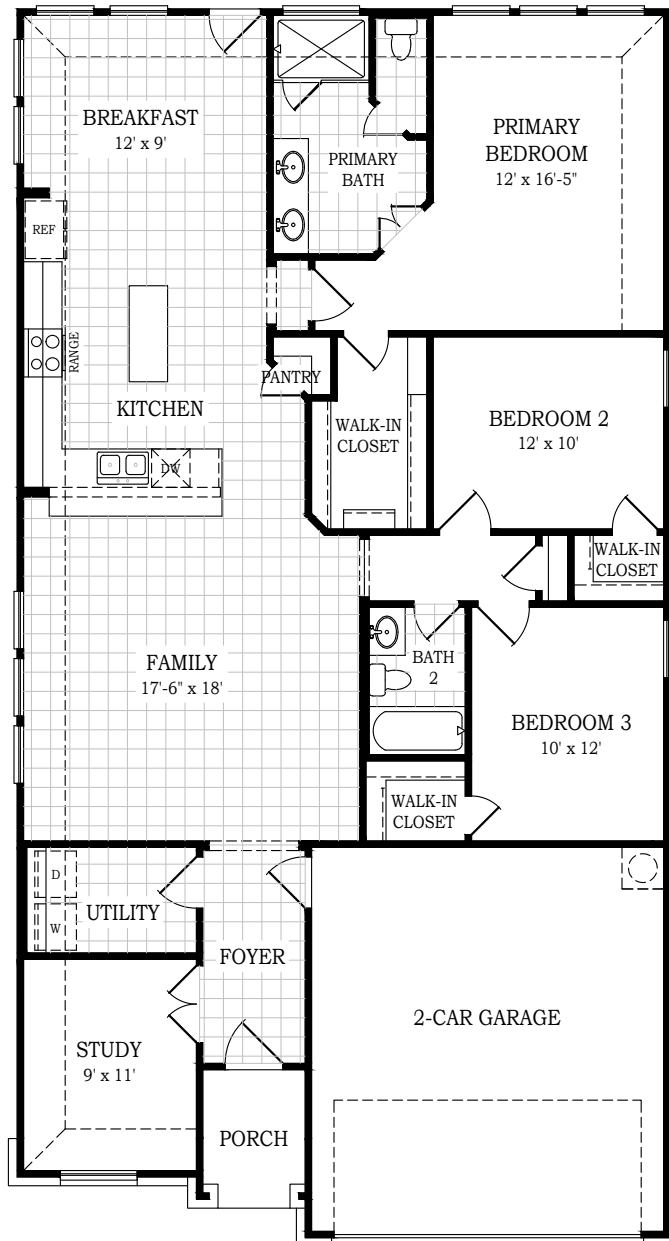 BREAKFAST
12' x 9'
PRIMARY
BATH
PRIMARY
BEDROOM
12' x 16'-5"
REF
RANGE
PANTRY
KITCHEN
WALK-IN
CLOSET
BEDROOM 2
12' x 10'
DW
WALK-IN
CLOSET
FAMILY
17'-6" x 18'
BATH
2
BEDROOM 3
10' x 12'
WALK-IN
CLOSET
D
W
UTILITY
FOYER
2-CAR GARAGE
STUDY
9' x 11'
PORCH